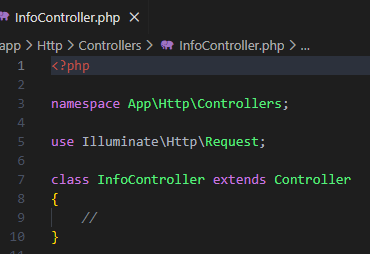 InfoController.php
app > Http > Controllers > InfoController.php > ...
1 <?php
2
3 namespace App\Http\Controllers;
4
5 use Illuminate\Http\Request;
6
7 class InfoController extends Controller
8 {
9     //
10 }